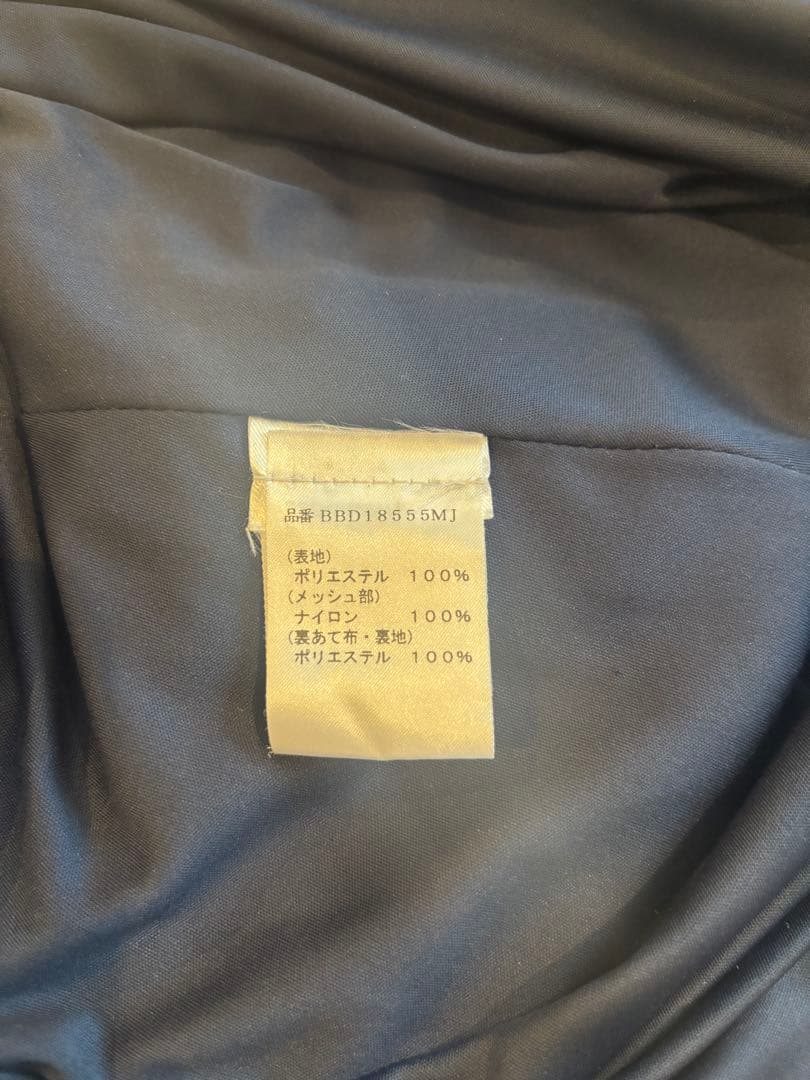 品番 BBD18555MJ
(表地)
ポリエステル 100%
(メッシュ部)
ナイロン 100%
(裏あて布・裏地)
ポリエステル 100%